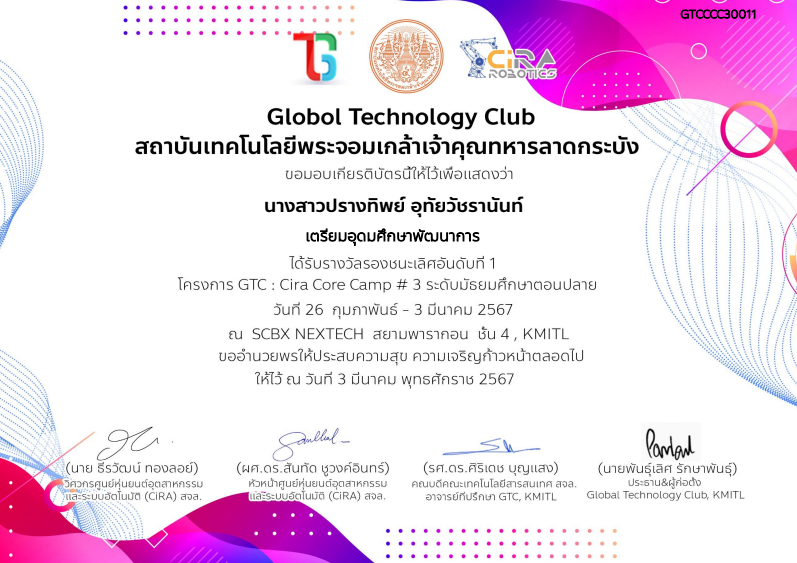 GTCCCC30011
TG
CiRA
ROBOTICS
Globol Technology Club
สถาบันเทคโนโลยีพระจอมเกล้าเจ้าคุณทหารลาดกระบัง
ขอมอบเกียรติบัตรนี้ให้ไว้เพื่อแสดงว่า
นางสาวปรางทิพย์ อุทัยวัชรานันท์
เตรียมอุดมศึกษาพัฒนาการ
ได้รับรางวัลรองชนะเลิศอันดับที่ 1
โครงการ GTC : Cira Core Camp # 3 ระดับมัธยมศึกษาตอนปลาย
วันที่ 26 กุมภาพันธ์ - 3 มีนาคม 2567
ณ SCBX NEXTECH สยามพารากอน ชั้น 4 , KMITL
ขออำนวยพรให้ประสบความสุข ความเจริญก้าวหน้าตลอดไป
ให้ไว้ ณ วันที่ 3 มีนาคม พุทธศักราช 2567
(นาย ธีรวัฒน์ ทองลอย) (ผศ.ดร.สันทัด ชูวงค์อินทร์) (รศ.ดร.ศิริเดช บุญแสง) (นายพันธุ์เลิศ รักษาพันธุ์)
วิศวกรศูนย์หุ่นยนต์อุตสาหกรรม หัวหน้าศูนย์หุ่นยนต์อุตสาหกรรม คณบดีคณะเทคโนโลยีสารสนเทศ สจล. ประธาน&ผู้ก่อตั้ง
และระบบอัตโนมัติ (CiRA) สจล. และระบบอัตโนมัติ (CiRA) สจล. อาจารย์ที่ปรึกษา GTC, KMITL Global Technology Club, KMITL